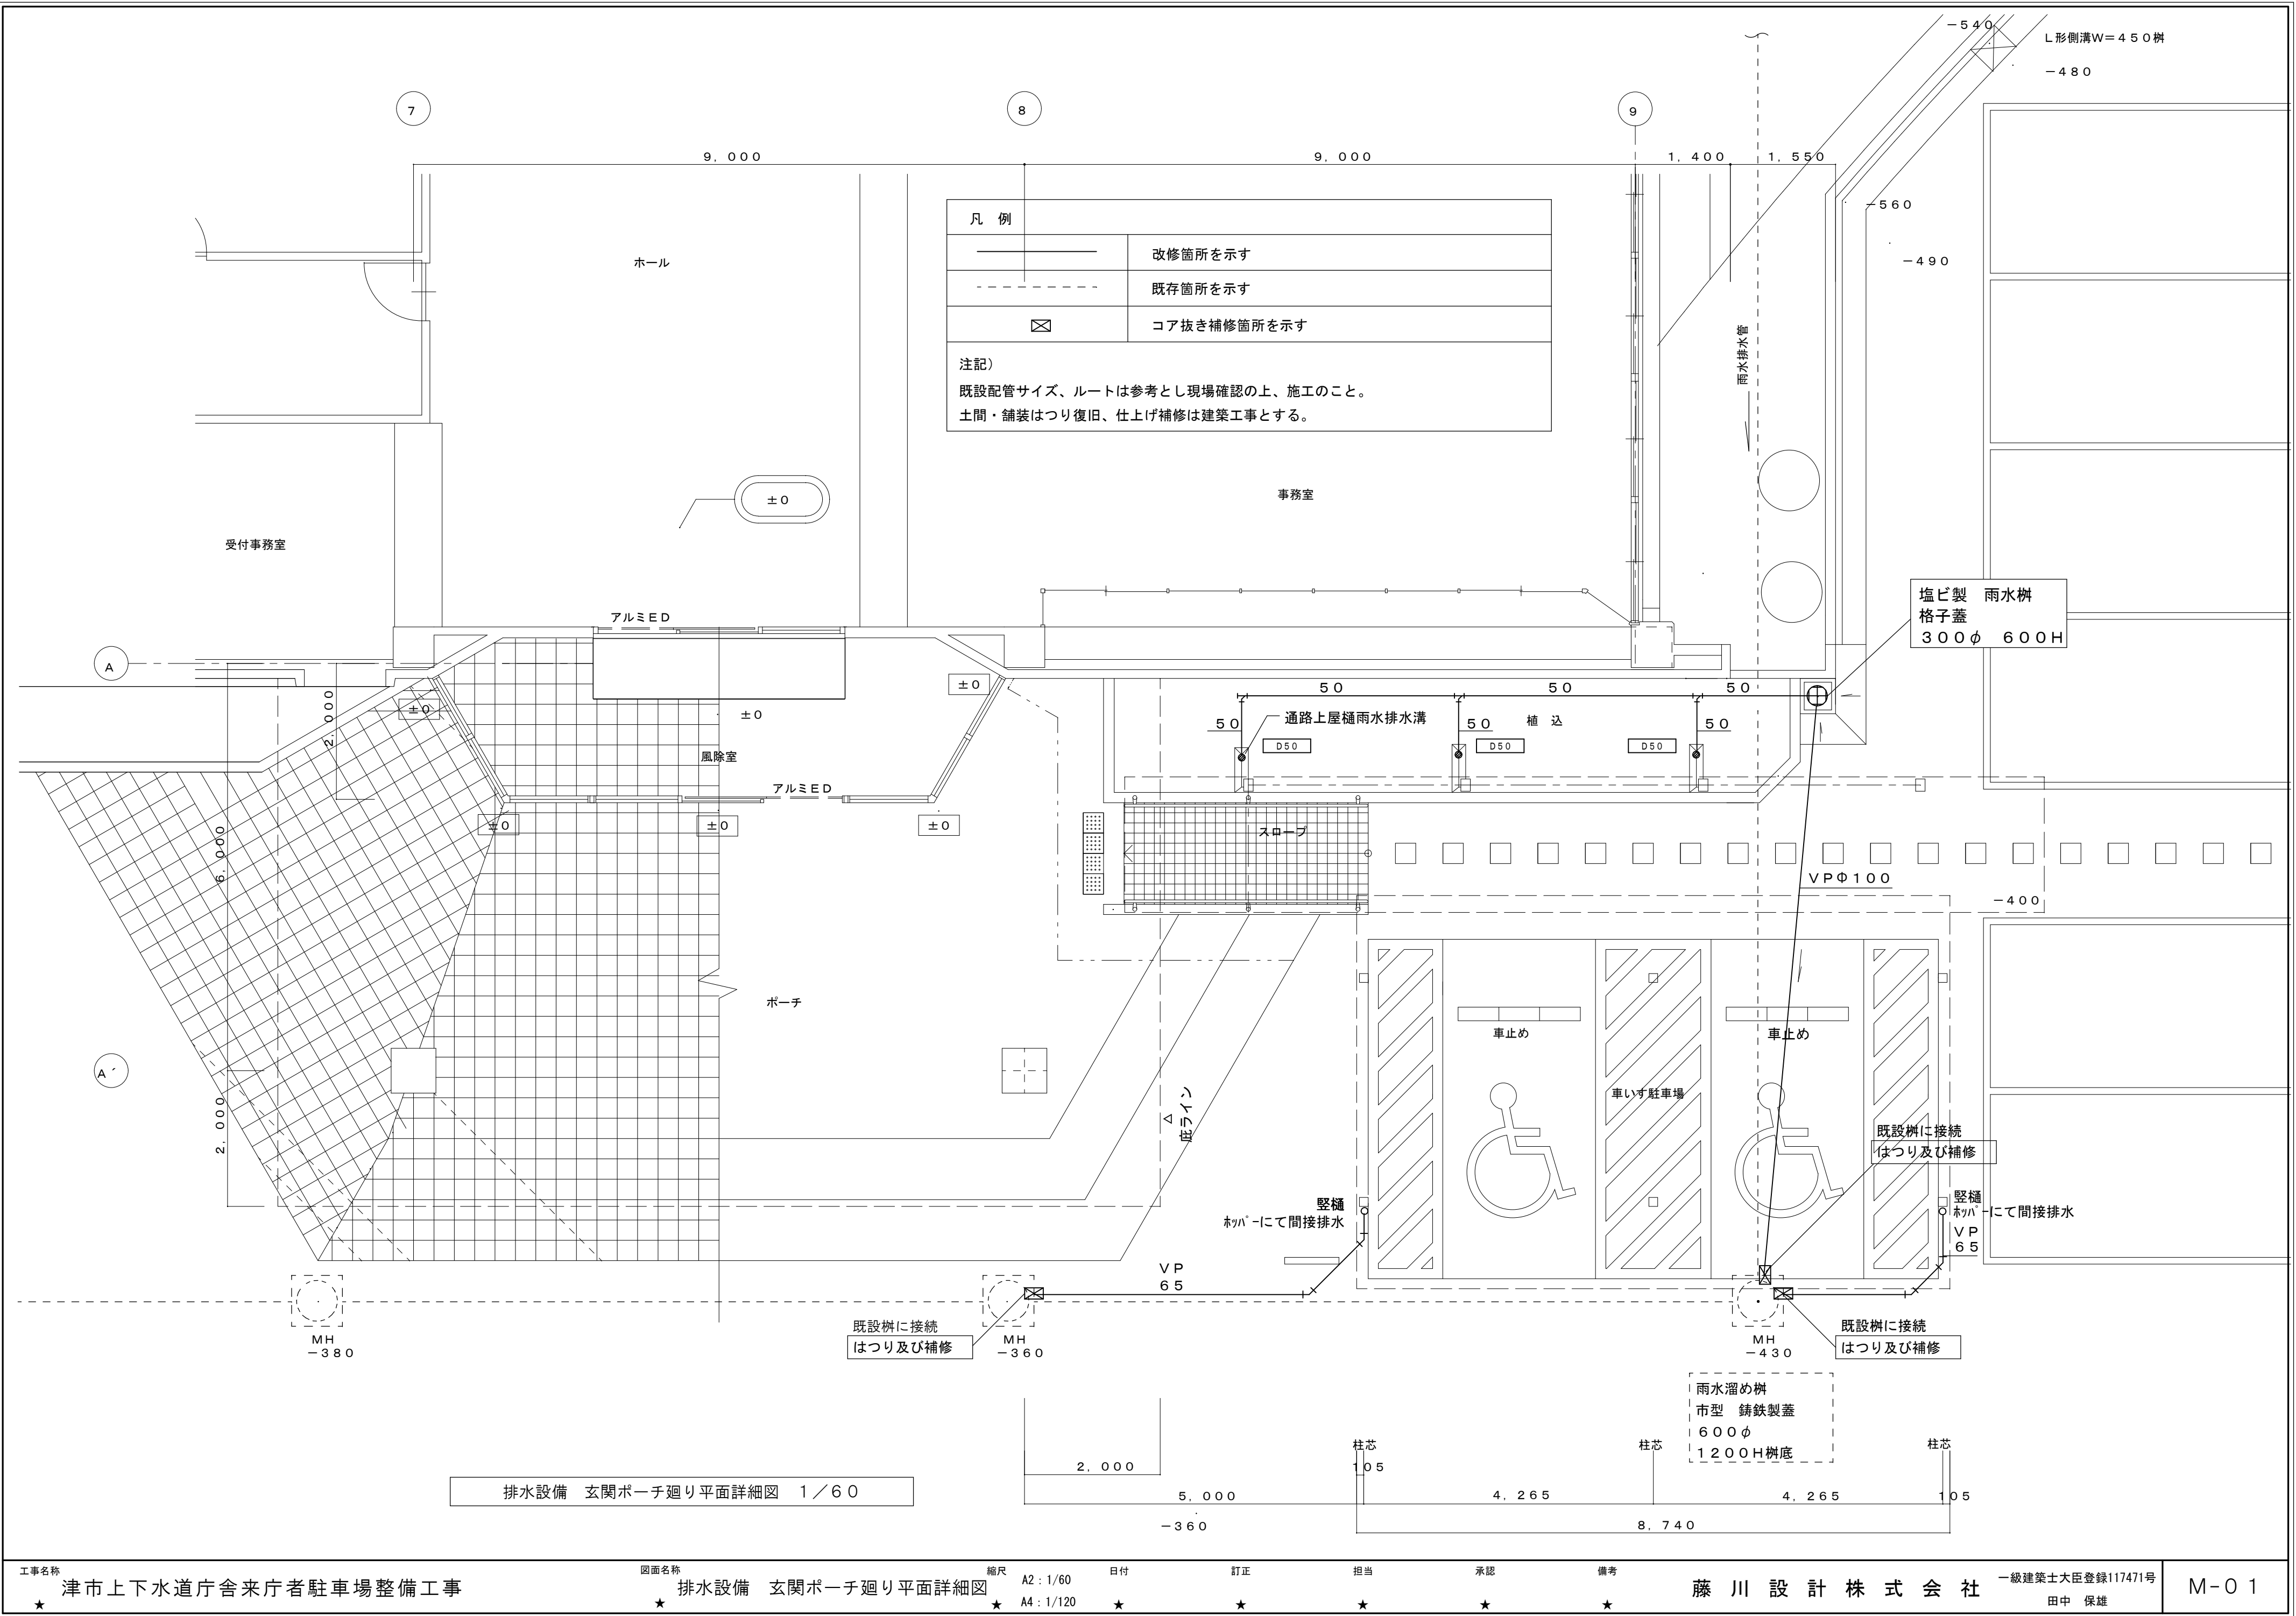 −540
L形側溝W=450桝
−480
7
8
9
9,000
9,000
1,400
1,550
−560
−490
凡 例
改修箇所を示す
既存箇所を示す
コア抜き補修箇所を示す
注記)
既設配管サイズ、ルートは参考とし現場確認の上、施工のこと。
土間・舗装はつり復旧、仕上げ補修は建築工事とする。
ホール
雨水排水管
±0
事務室
受付事務室
塩ビ製 雨水桝
格子蓋
300φ 600H
アルミED
A
±0
±0
±0
2,000
50
50
50
50
通路上屋樋雨水排水溝
50
植 込
50
D50
D50
D50
風除室
アルミED
±0
±0
±0
スロープ
6,000
VPΦ100
−400
ポーチ
車止め
車止め
A´
車いす駐車場
2,000
△
庇ライン
既設桝に接続
はつり及び補修
竪樋
ホッパーにて間接排水
竪樋
ホッパーにて間接排水
VP
65
VP
65
MH
−380
既設桝に接続
はつり及び補修
MH
−360
MH
−430
既設桝に接続
はつり及び補修
雨水溜め桝
市型 鋳鉄製蓋
600φ
1200H桝底
柱芯
柱芯
柱芯
2,000
105
5,000
4,265
4,265
105
−360
8,740
排水設備 玄関ポーチ廻り平面詳細図 1/60
工事名称
★ 津市上下水道庁舎来庁者駐車場整備工事
図面名称
★ 排水設備 玄関ポーチ廻り平面詳細図
縮尺
★
A2:1/60
A4:1/120
日付
★
訂正
★
担当
★
承認
★
備考
★
藤川設計株式会社
一級建築士大臣登録117471号
田中 保雄
M-01